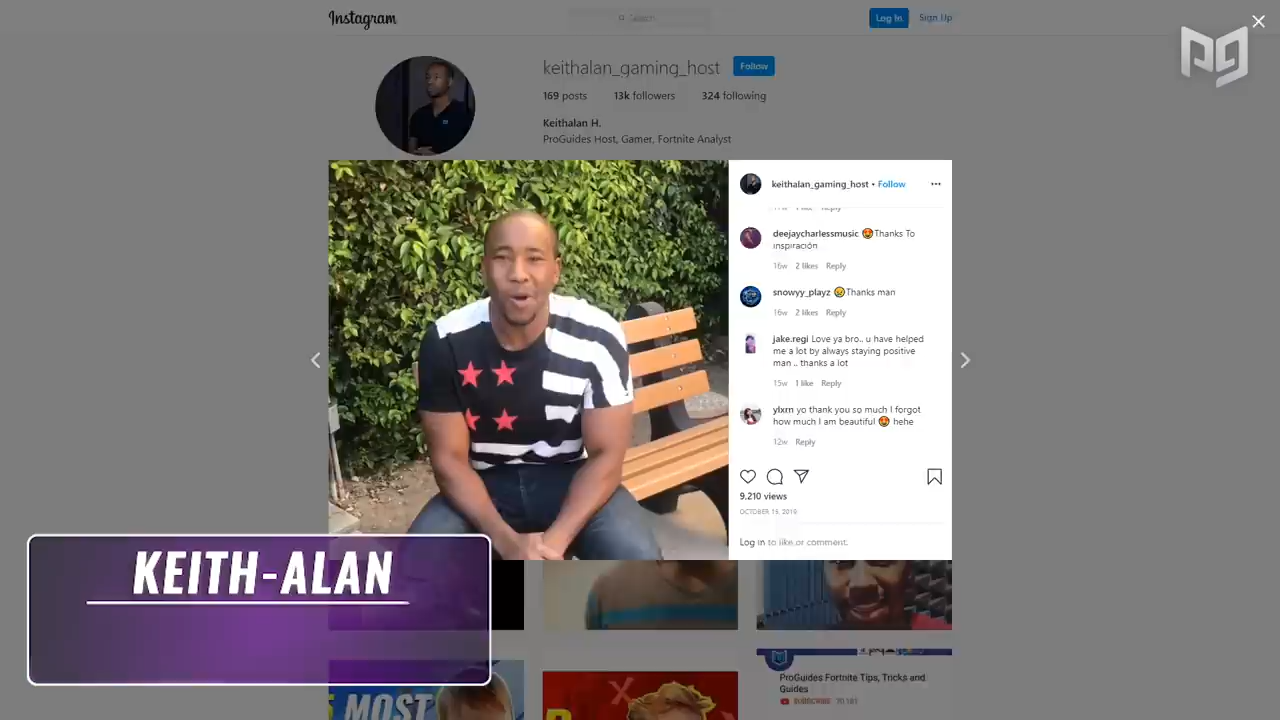 Instagram
Search
Log In
Sign Up
keithalan_gaming_host
Follow
169 posts
13k followers
324 following
Keithalan H.
ProGuides Host, Gamer, Fortnite Analyst
keithalan_gaming_host • Follow
Reply
deejaycharlessmusic 😍Thanks To
inspiración
16w 2 likes Reply
snowyy_playz 😢Thanks man
16w 2 likes Reply
jake.regi Love ya bro.. u have helped
me a lot by always staying positive
man .. thanks a lot
15w 1 like Reply
ylxrn yo thank you so much I forgot
how much I am beautiful 😍 hehe
12w Reply
9,210 views
OCTOBER 15, 2019
Log in to like or comment.
KEITH-ALAN
MOST
ProGuides Fortnite Tips, Tricks and
Guides
SUBSCRIBE